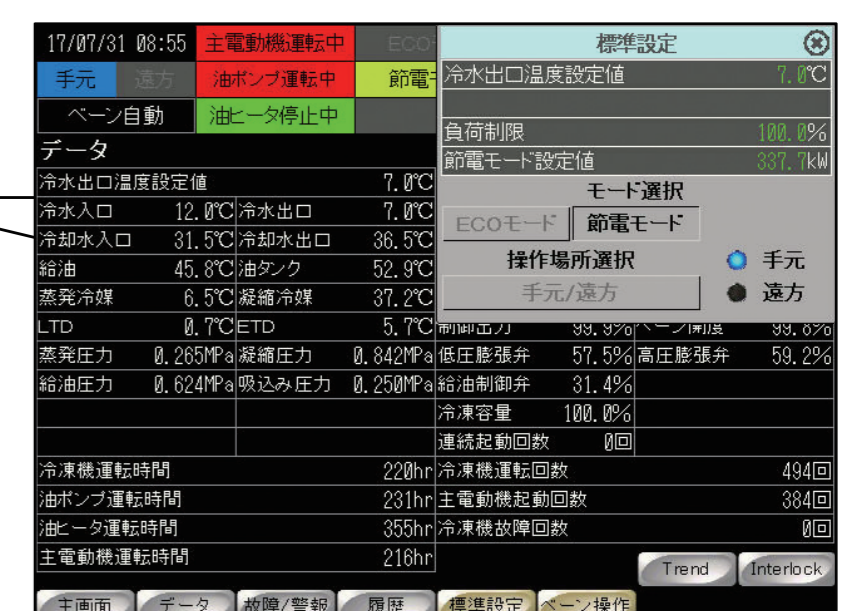 17/07/31 08:55 主電動機運転中 ECO
手元 遠方 油ポンプ運転中 節電
ベーン自動 油ヒータ停止中
標準設定
冷水出口温度設定値 7.0℃
負荷制限 100.0%
節電モード設定値 337.7kW
モード選択
ECOモード 節電モード
操作場所選択
手元/遠方
手元
遠方
データ
冷水出口温度設定値 7.0℃
冷水入口 12.0℃ 冷水出口 7.0℃
冷却水入口 31.5℃ 冷却水出口 36.5℃
給油 45.8℃ 油タンク 52.9℃
蒸発冷媒 6.5℃ 凝縮冷媒 37.2℃
LTD 0.7℃ ETD 5.7℃ 制御出力 99.9% ベーン開度 99.8%
蒸発圧力 0.265MPa 凝縮圧力 0.842MPa 低圧膨張弁 57.5% 高圧膨張弁 59.2%
給油圧力 0.624MPa 吸込み圧力 0.250MPa 給油制御弁 31.4%
冷凍容量 100.0%
連続起動回数 0回
冷凍機運転時間 220hr 冷凍機運転回数 494回
油ポンプ運転時間 231hr 主電動機起動回数 384回
油ヒータ運転時間 355hr 冷凍機故障回数 0回
主電動機運転時間 216hr
Trend Interlock
主画面 データ 故障/警報 履歴 標準設定 ベーン操作